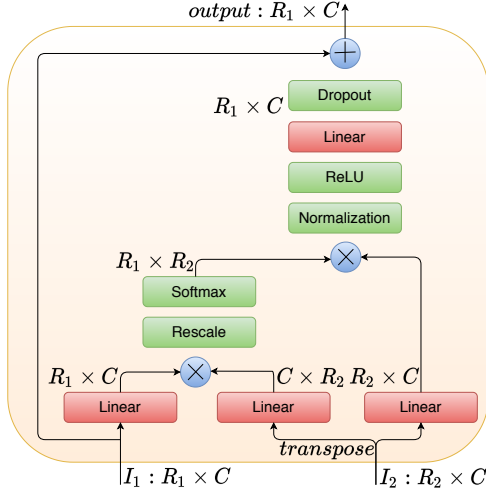 output : R₁ × C
Dropout
R₁ × C
Linear
ReLU
Normalization
R₁ × R₂
Softmax
Rescale
R₁ × C
C × R₂ R₂ × C
Linear
Linear
Linear
transpose
I₁ : R₁ × C
I₂ : R₂ × C